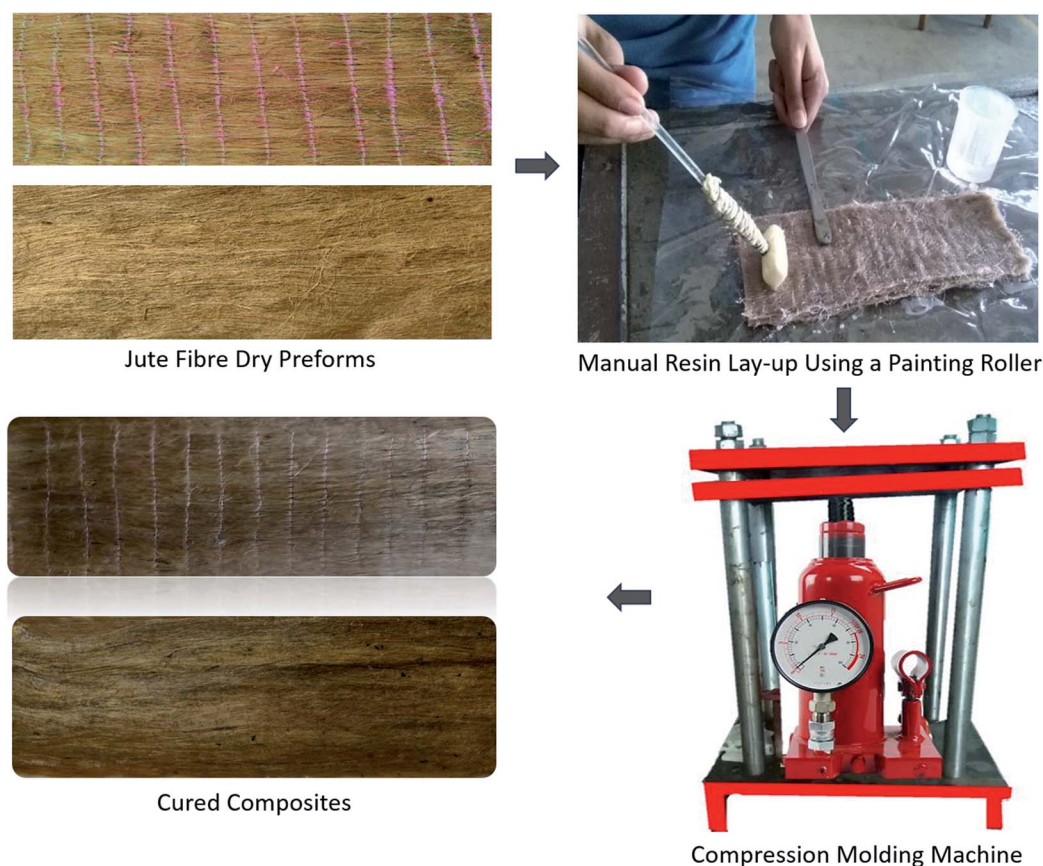 Jute Fibre Dry Preforms
Manual Resin Lay-up Using a Painting Roller
Cured Composites
Compression Molding Machine